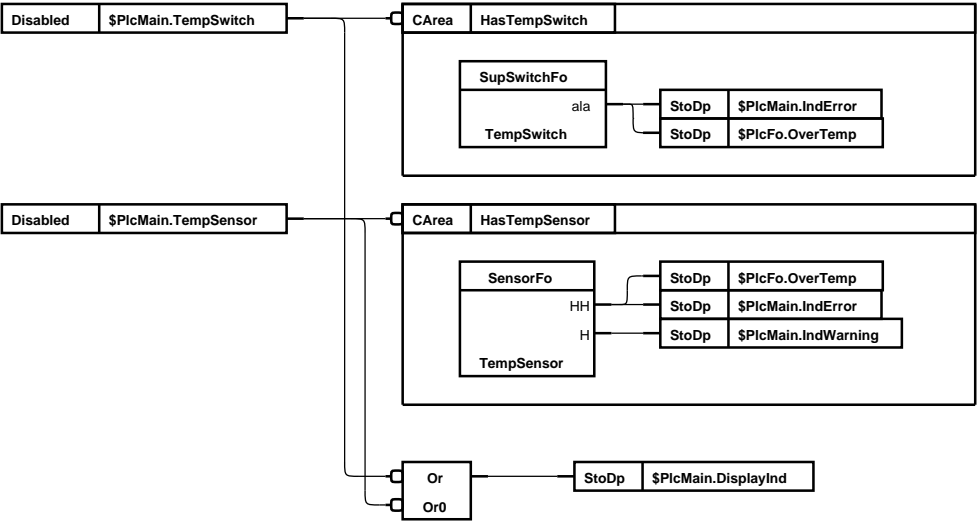 Disabled $PlcMain.TempSwitch CArea HasTempSwitch
SupSwitchFo
ala StoDp $PlcMain.IndError
TempSwitch StoDp $PlcFo.OverTemp
Disabled $PlcMain.TempSensor CArea HasTempSensor
SensorFo StoDp $PlcFo.OverTemp
HH StoDp $PlcMain.IndError
H StoDp $PlcMain.IndWarning
TempSensor
Or StoDp $PlcMain.DisplayInd
Or0